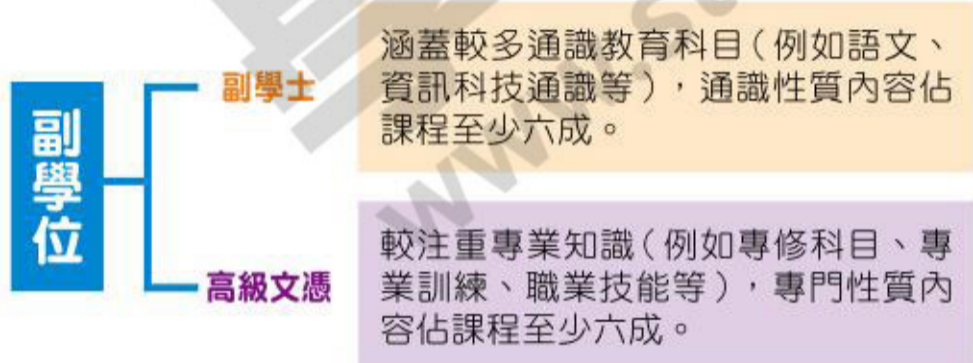 副學位
副學士
涵蓋較多通識教育科目(例如語文、
資訊科技通識等),通識性質內容佔
課程至少六成。
高級文憑
較注重專業知識(例如專修科目、專
業訓練、職業技能等),專門性質內
容佔課程至少六成。
www.st